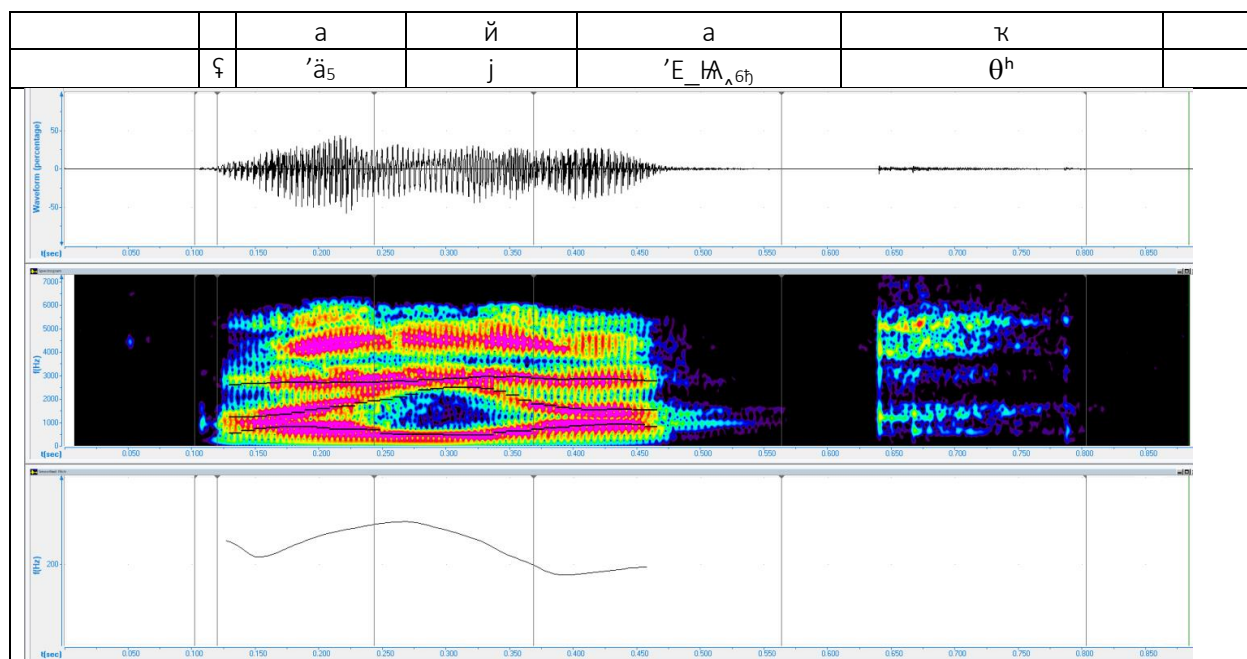 а й а ҡ
ʢ ʼä₅ j
Waveform (percentage)
50
0
-50
t(sec) 0.050 0.100 0.150 0.200 0.250 0.300 0.350 0.400 0.450 0.500 0.550 0.600 0.650 0.700 0.750 0.800 0.850
f(Hz)
7000
6000
5000
4000
3000
2000
1000
0
t(sec) 0.050 0.100 0.150 0.200 0.250 0.300 0.350 0.400 0.450 0.500 0.550 0.600 0.650 0.700 0.750 0.800 0.850
f(Hz)
200
t(sec) 0.050 0.100 0.150 0.200 0.250 0.300 0.350 0.400 0.450 0.500 0.550 0.600 0.650 0.700 0.750 0.800 0.850